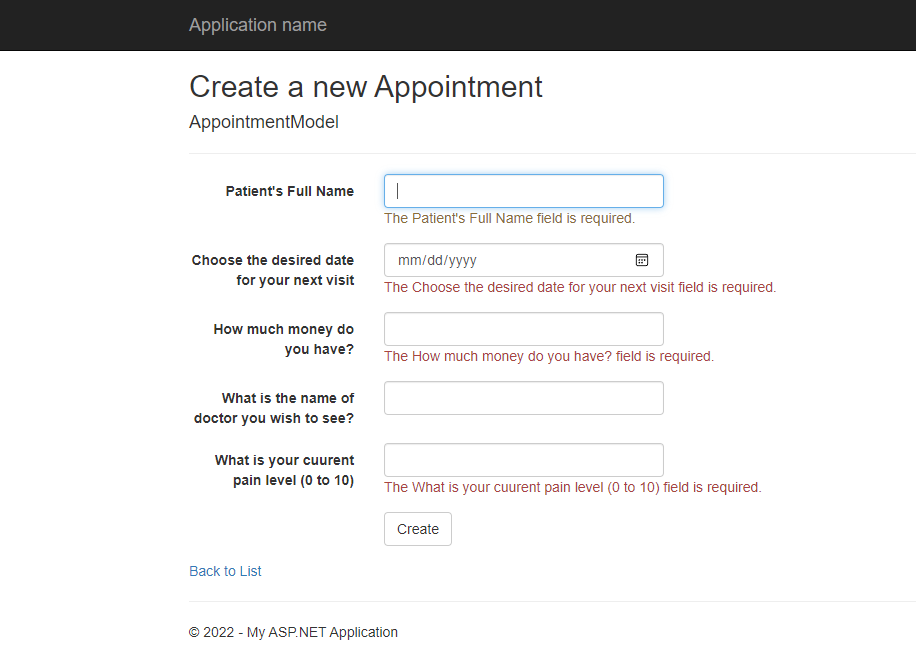 Application name
Create a new Appointment
AppointmentModel
Patient's Full Name
The Patient's Full Name field is required.
Choose the desired date
for your next visit
mm/dd/yyyy
The Choose the desired date for your next visit field is required.
How much money do
you have?
The How much money do you have? field is required.
What is the name of
doctor you wish to see?
What is your cuurent
pain level (0 to 10)
The What is your cuurent pain level (0 to 10) field is required.
Create
Back to List
© 2022 - My ASP.NET Application